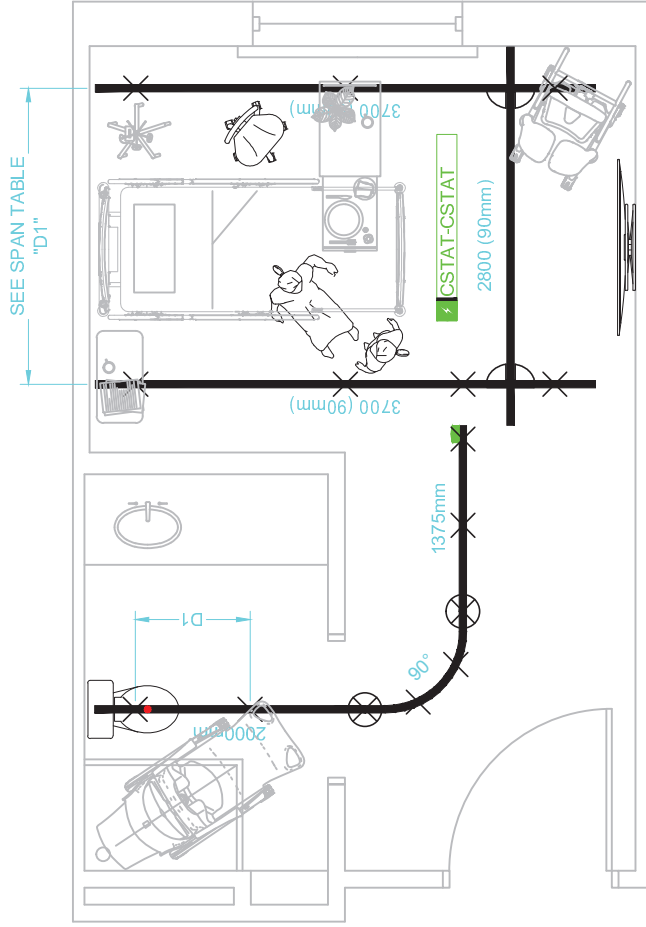 3700 (90mm)
SEE SPAN TABLE
"D1"
CSTAT-CSTAT
2800 (90mm)
3700 (90mm)
1375mm
D1
90°
2000mm